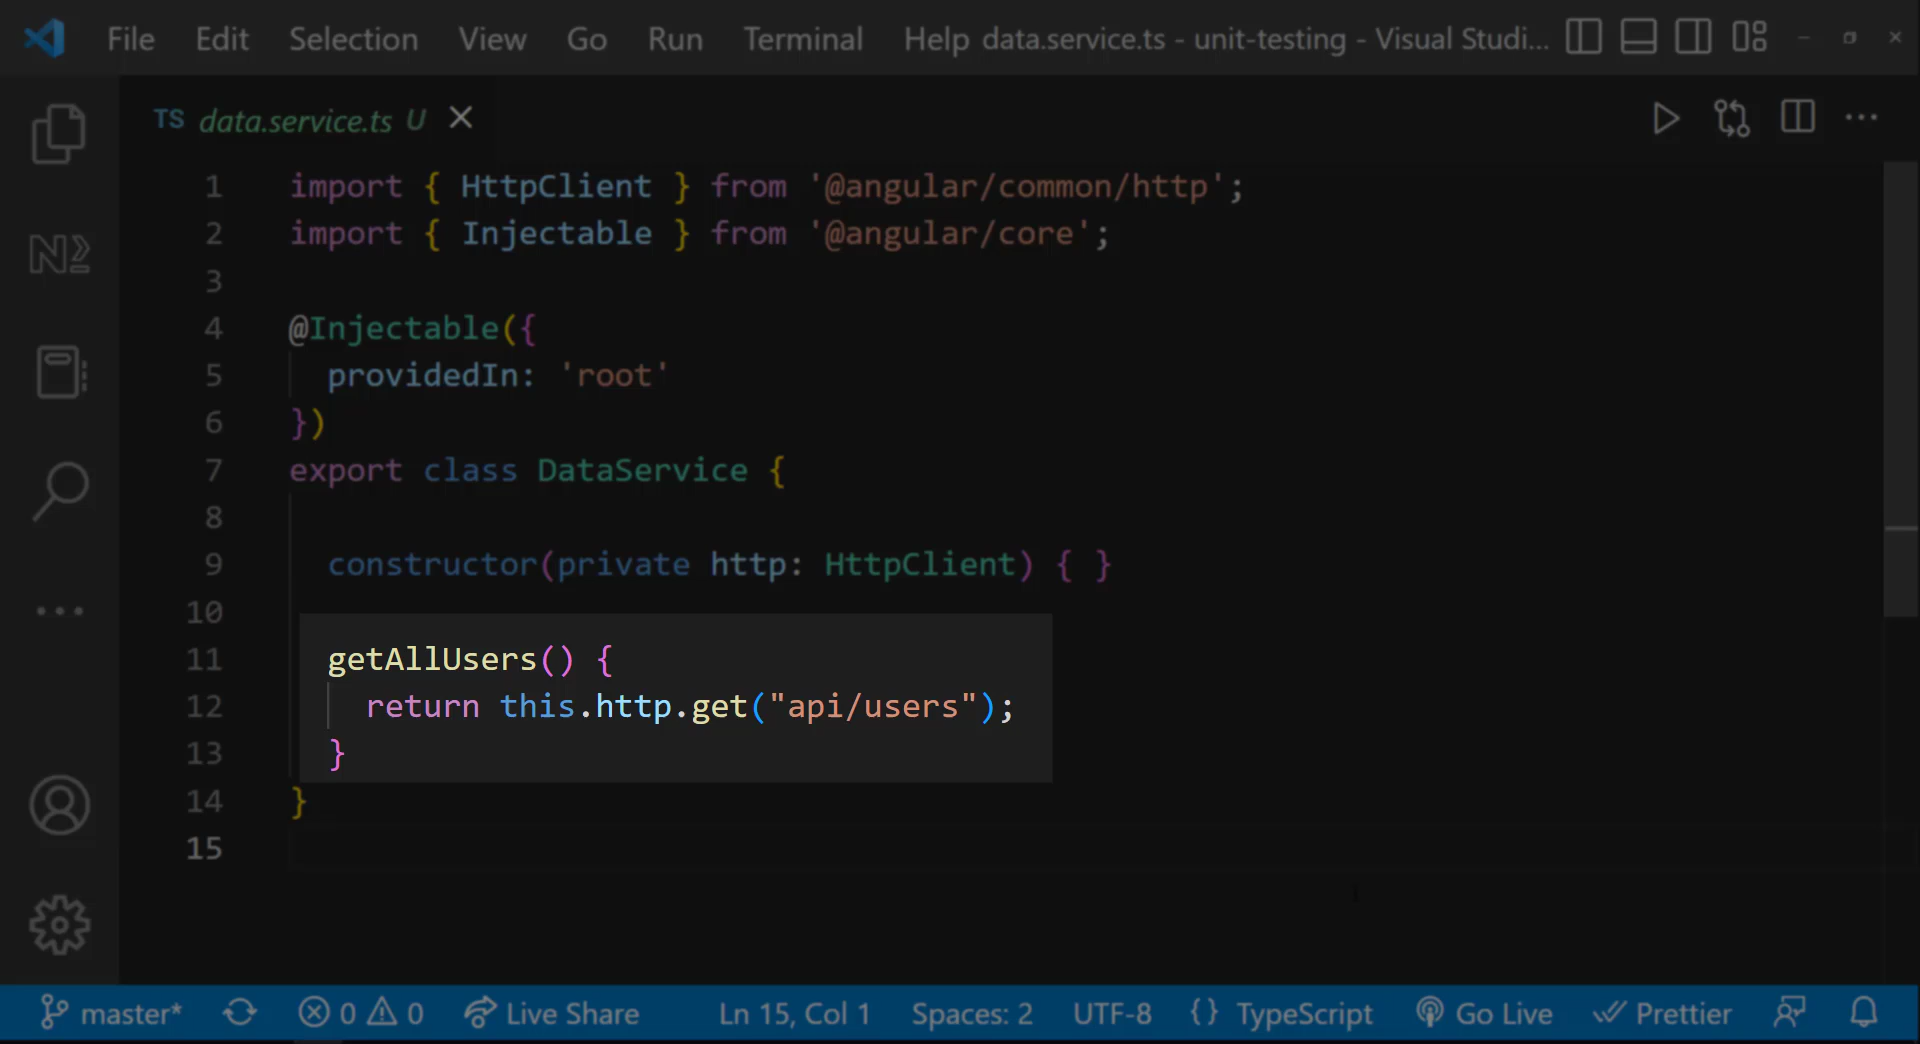 File Edit Selection View Go Run Terminal Help data.service.ts - unit-testing - Visual Studi...
TS data.service.ts U
1 import { HttpClient } from '@angular/common/http';
2 import { Injectable } from '@angular/core';
3
4 @Injectable({
5 providedIn: 'root'
6 })
7 export class DataService {
8
9 constructor(private http: HttpClient) { }
10
11 getAllUsers() {
12 return this.http.get("api/users");
13 }
14 }
15
master* 0 0 Live Share Ln 15, Col 1 Spaces: 2 UTF-8 {} TypeScript Go Live Prettier